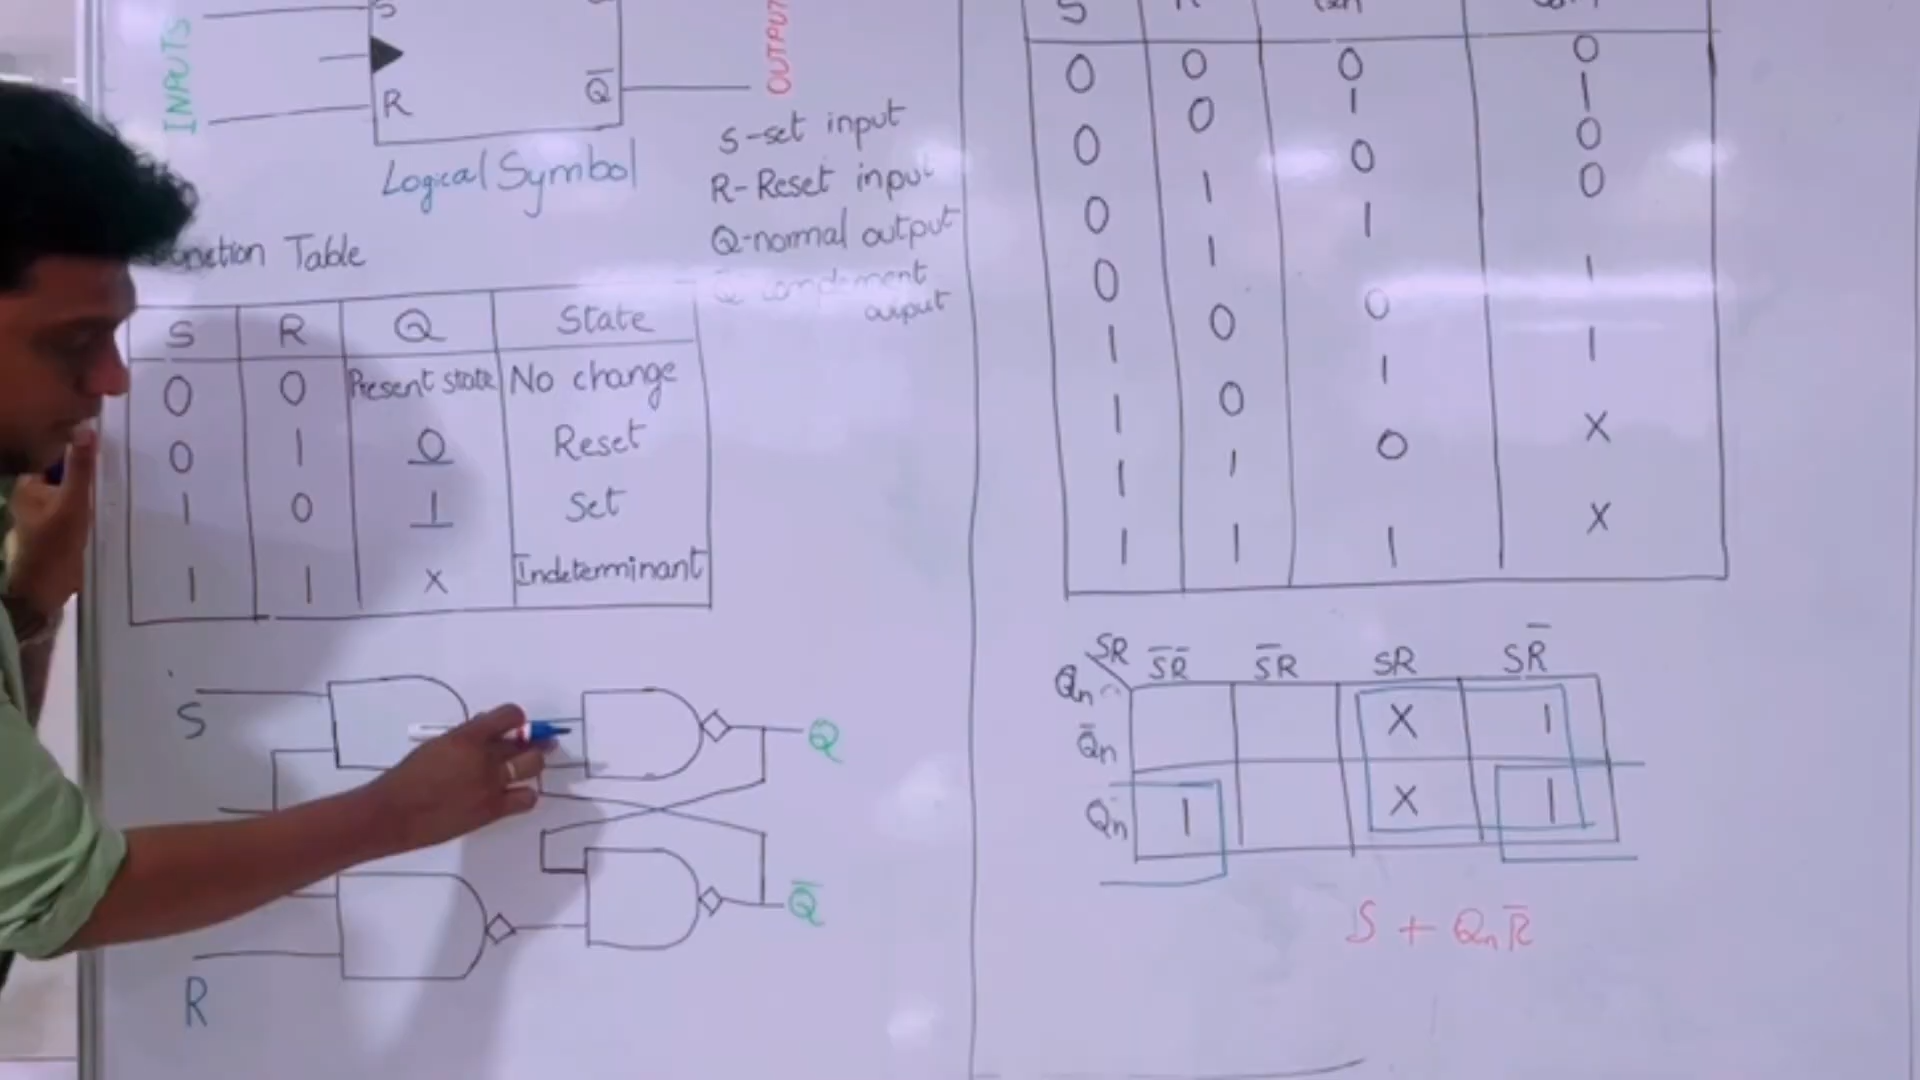 INPUTS
S
R
Q̅
OUTPUT
Logical Symbol
S-set input
R-Reset input
Q-normal output
complement
output
Table
S R Q State
0 0 Present state No change
0 1 0 Reset
1 0 1 Set
1 1 x Indeterminant
S
R
Q
Q̅
S
0 0 0 0
0 0 1 1
0 1 0 0
0 1 1 0
1 0 0 1
1 0 1 1
1 1 0 X
1 1 1 X
SR S̅R̅ S̅R SR SR̅
Qn
Q̅n X 1
Qn 1 X 1
S + QnR̅